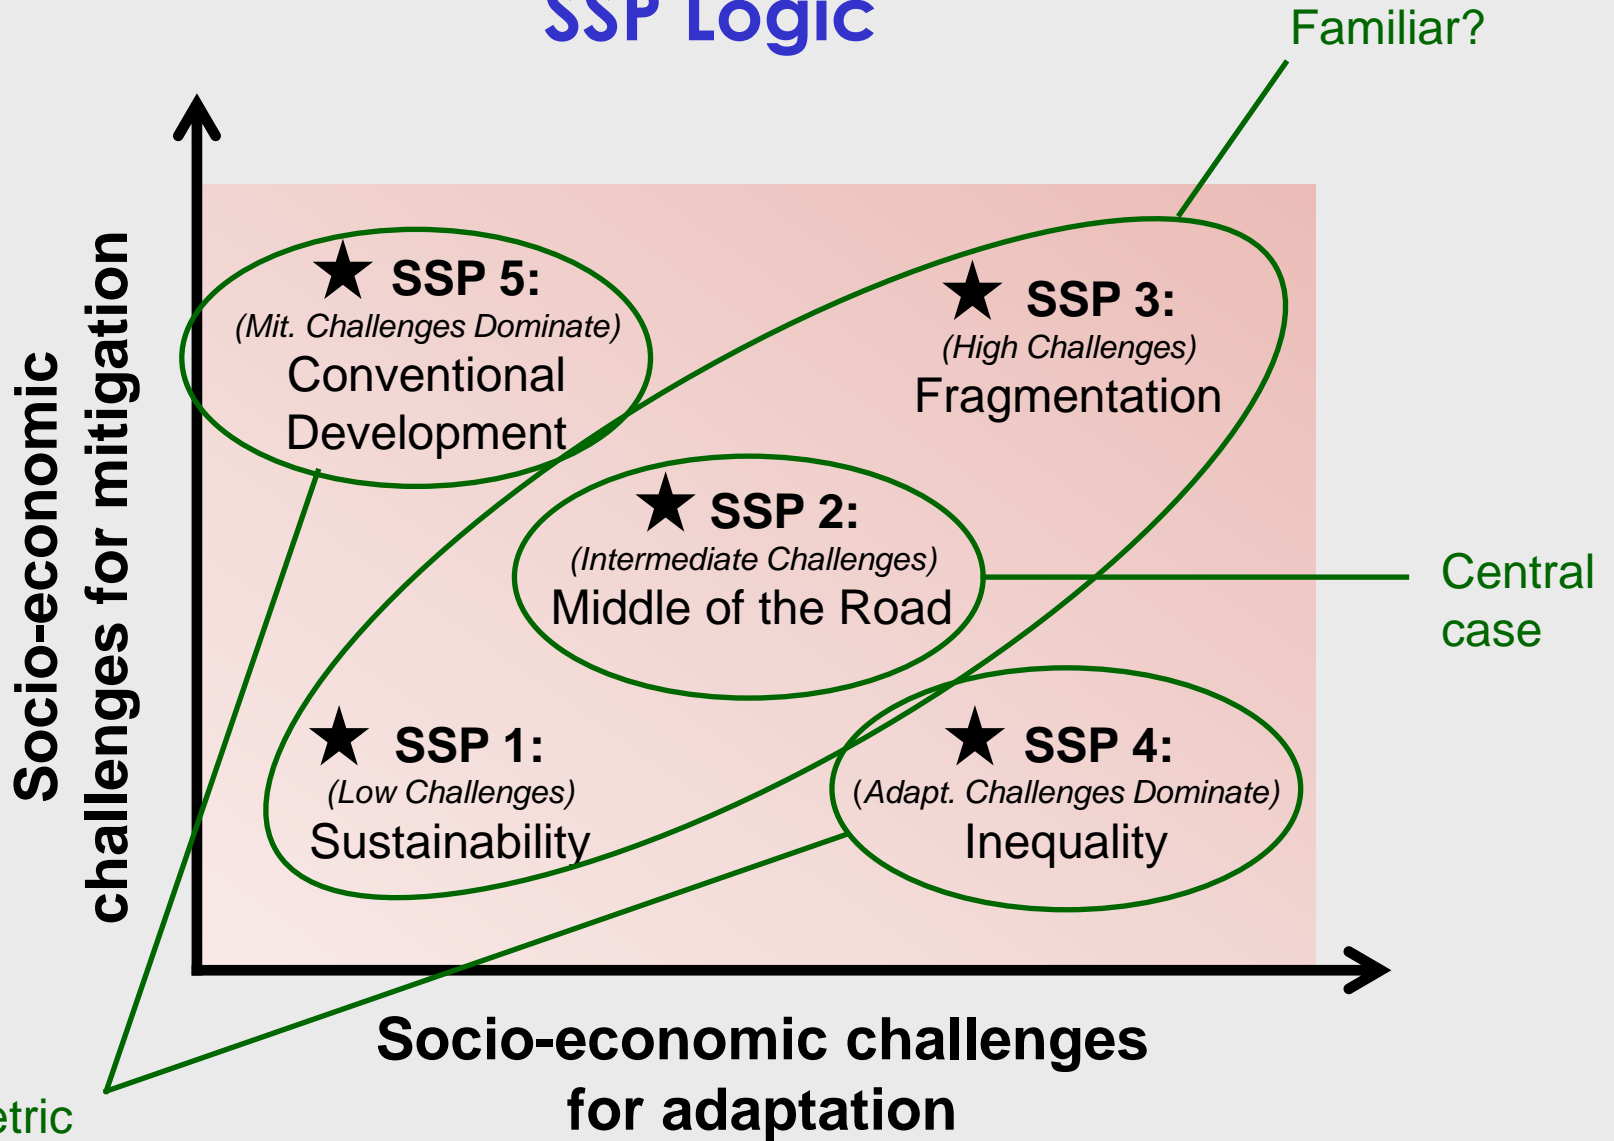 SSP Logic
Familiar?
Socio-economic
challenges for mitigation
SSP 5:
(Mit. Challenges Dominate)
Conventional
Development
SSP 3:
(High Challenges)
Fragmentation
SSP 2:
(Intermediate Challenges)
Middle of the Road
Central
case
SSP 1:
(Low Challenges)
Sustainability
SSP 4:
(Adapt. Challenges Dominate)
Inequality
Socio-economic challenges
for adaptation